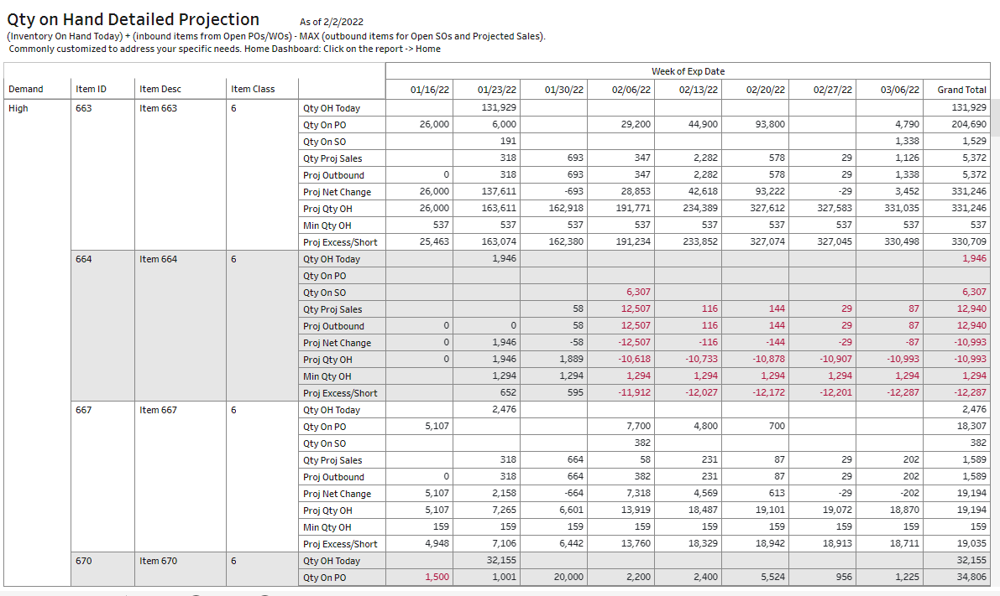 Qty on Hand Detailed Projection As of 2/2/2022
(Inventory On Hand Today) + (inbound items from Open POs/WOs) - MAX (outbound items for Open SOs and Projected Sales).
Commonly customized to address your specific needs. Home Dashboard: Click on the report -> Home
Week of Exp Date
Demand Item ID Item Desc Item Class 01/16/22 01/23/22 01/30/22 02/06/22 02/13/22 02/20/22 02/27/22 03/06/22 Grand Total
High 663 Item 663 6 Qty OH Today 131,929 131,929
Qty On PO 26,000 6,000 29,200 44,900 93,800 4,790 204,690
Qty On SO 191 1,338 1,529
Qty Proj Sales 318 693 347 2,282 578 29 1,126 5,372
Proj Outbound 0 318 693 347 2,282 578 29 1,338 5,372
Proj Net Change 26,000 137,611 -693 28,853 42,618 93,222 -29 3,452 331,246
Proj Qty OH 26,000 163,611 162,918 191,771 234,389 327,612 327,583 331,035 331,246
Min Qty OH 537 537 537 537 537 537 537 537 537
Proj Excess/Short 25,463 163,074 162,380 191,234 233,852 327,074 327,045 330,498 330,709
664 Item 664 6 Qty OH Today 1,946 1,946
Qty On PO
Qty On SO 6,307 6,307
Qty Proj Sales 58 12,507 116 144 29 87 12,940
Proj Outbound 0 0 58 12,507 116 144 29 87 12,940
Proj Net Change 0 1,946 -58 -12,507 -116 -144 -29 -87 -10,993
Proj Qty OH 0 1,946 1,889 -10,618 -10,733 -10,878 -10,907 -10,993 -10,993
Min Qty OH 1,294 1,294 1,294 1,294 1,294 1,294 1,294 1,294
Proj Excess/Short 652 595 -11,912 -12,027 -12,172 -12,201 -12,287 -12,287
667 Item 667 6 Qty OH Today 2,476 2,476
Qty On PO 5,107 7,700 4,800 700 18,307
Qty On SO 382 382
Qty Proj Sales 318 664 58 231 87 29 202 1,589
Proj Outbound 0 318 664 382 231 87 29 202 1,589
Proj Net Change 5,107 2,158 -664 7,318 4,569 613 -29 -202 19,194
Proj Qty OH 5,107 7,265 6,601 13,919 18,487 19,101 19,072 18,870 19,194
Min Qty OH 159 159 159 159 159 159 159 159 159
Proj Excess/Short 4,948 7,106 6,442 13,760 18,329 18,942 18,913 18,711 19,035
670 Item 670 6 Qty OH Today 32,155 32,155
Qty On PO 1,500 1,001 20,000 2,200 2,400 5,524 956 1,225 34,806